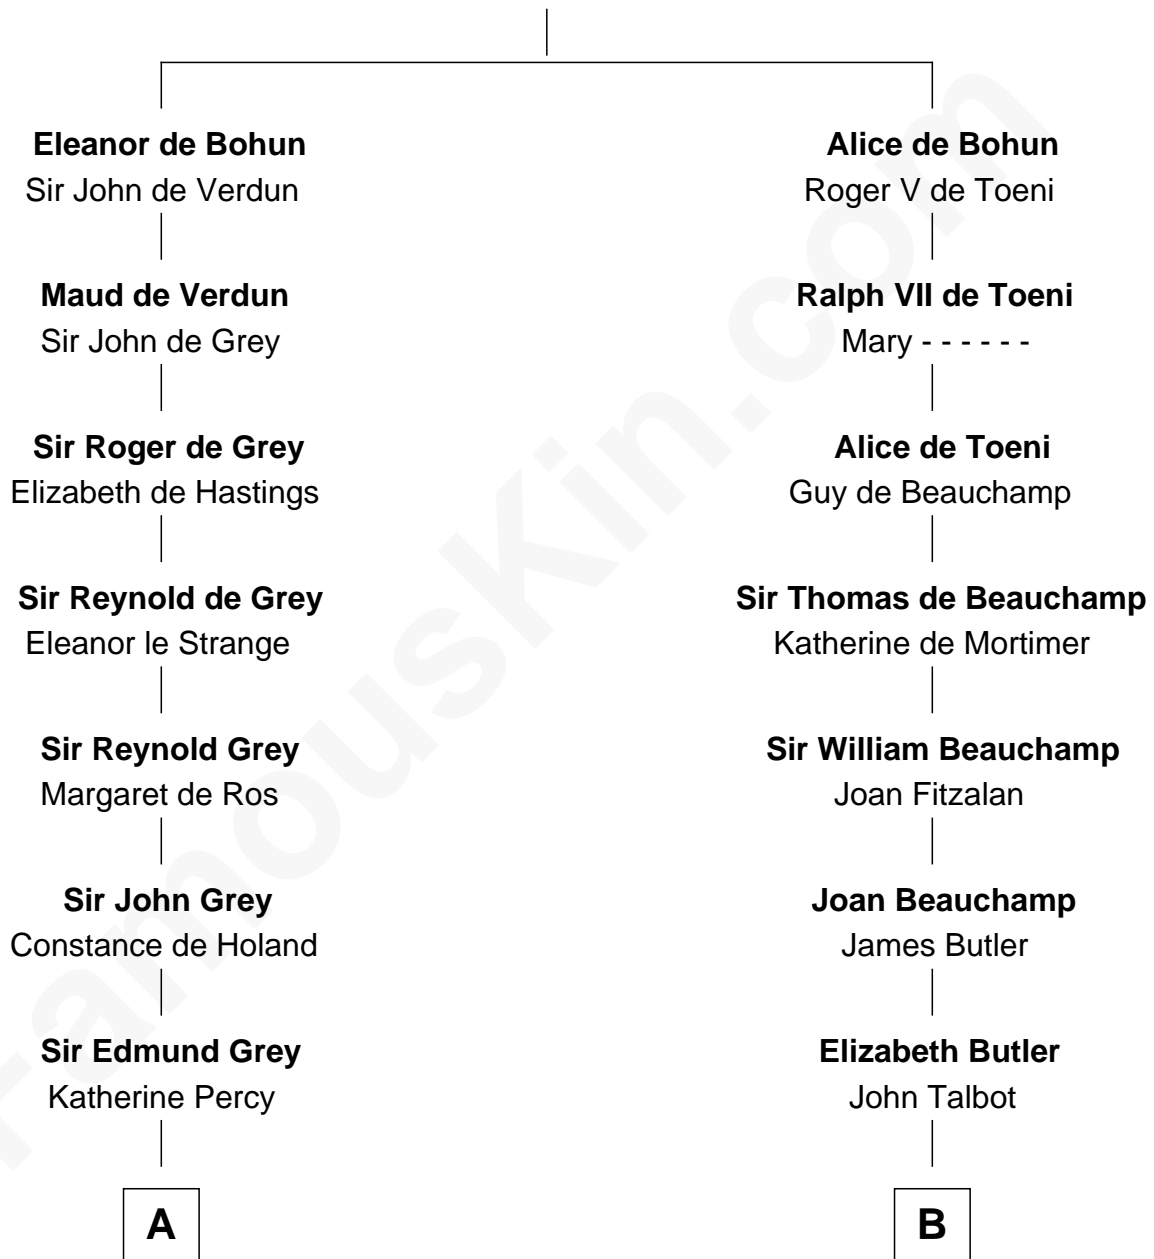 Eleanor de Bohun
Sir John de Verdun
Maud de Verdun
Sir John de Grey
Sir Roger de Grey
Elizabeth de Hastings
Sir Reynold de Grey
Eleanor le Strange
Sir Reynold Grey
Margaret de Ros
Sir John Grey
Constance de Holand
Sir Edmund Grey
Katherine Percy
A
Alice de Bohun
Roger V de Toeni
Ralph VII de Toeni
Mary - - - - - -
Alice de Toeni
Guy de Beauchamp
Sir Thomas de Beauchamp
Katherine de Mortimer
Sir William Beauchamp
Joan Fitzalan
Joan Beauchamp
James Butler
Elizabeth Butler
John Talbot
B
FamousKin.com